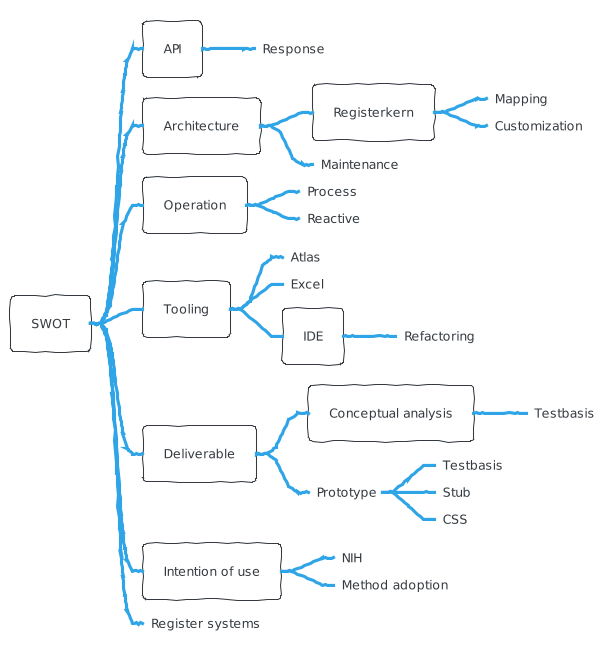 API
Response
Registerkern
Mapping
Customization
Architecture
Maintenance
Operation
Process
Reactive
Atlas
Excel
Tooling
IDE
Refactoring
SWOT
Conceptual analysis
Testbasis
Deliverable
Prototype
Testbasis
Stub
CSS
Intention of use
NIH
Method adoption
Register systems